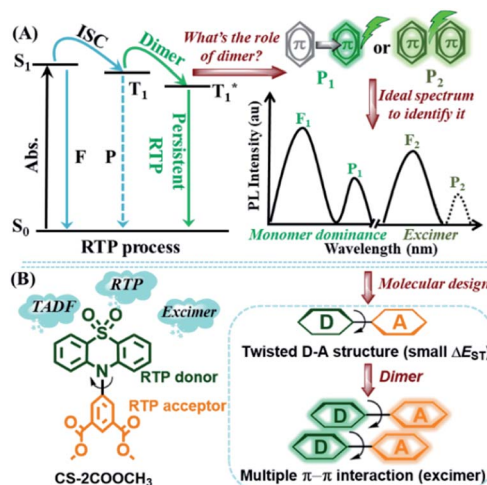 (A)
ISC
Dimer
What's the role
of dimer?
π
π
or
π
π
P₁
P₂
S₁
T₁
T₁*
Abs.
F
P
Persistent
RTP
S₀
RTP process
Ideal spectrum
to identify it
PL Intensity (au)
F₁
P₁
F₂
P₂
Monomer dominance
Excimer
Wavelength (nm)
(B)
TADF
RTP
Excimer
O
O
S
N
RTP donor
RTP acceptor
O
O
O
O
CS-2COOCH₃
Molecular design
D
A
Twisted D-A structure (small ΔE_ST)
Dimer
D
A
D
A
Multiple π–π interaction (excimer)